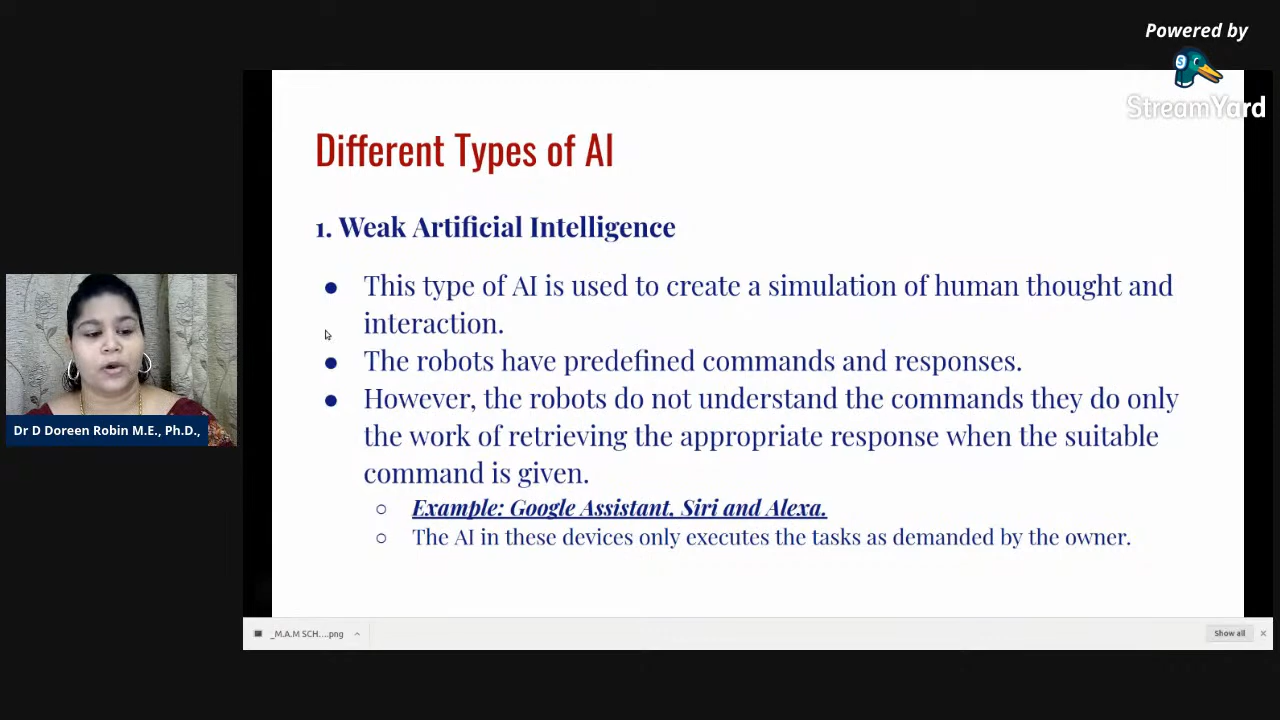 Powered by
StreamYard
Different Types of AI
1. Weak Artificial Intelligence
● This type of AI is used to create a simulation of human thought and
interaction.
● The robots have predefined commands and responses.
● However, the robots do not understand the commands they do only
the work of retrieving the appropriate response when the suitable
command is given.
○ Example: Google Assistant, Siri and Alexa.
○ The AI in these devices only executes the tasks as demanded by the owner.
Dr D Doreen Robin M.E., Ph.D.,
_M.A.M SCH....png
Show all